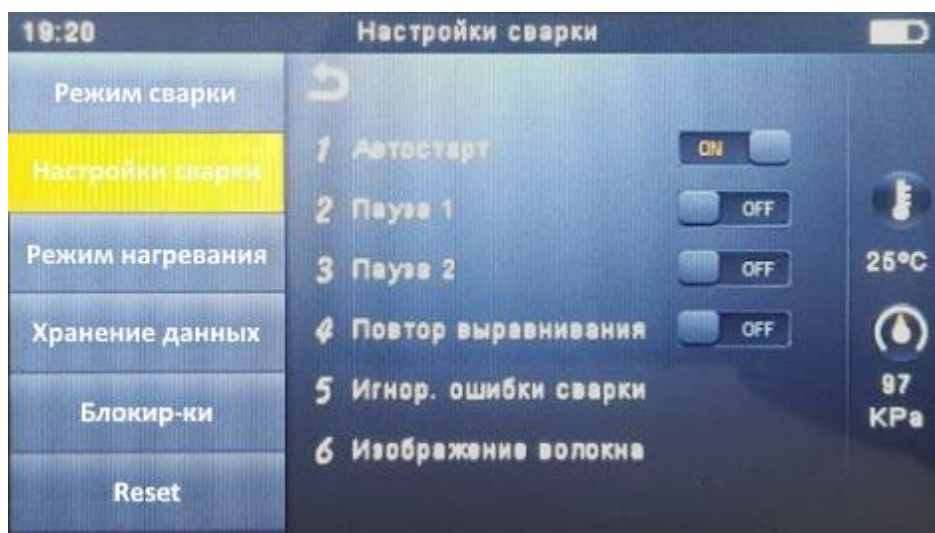 19:20
Настройки сварки
Режим сварки
Настройки сварки
Режим нагревания
Хранение данных
Блокир-ки
Reset
1 Автостарт ON
2 Пауза 1 OFF
3 Пауза 2 OFF
4 Повтор выравнивания OFF
5 Игнор. ошибки сварки
6 Изображение волокна
25°C
97
KPa